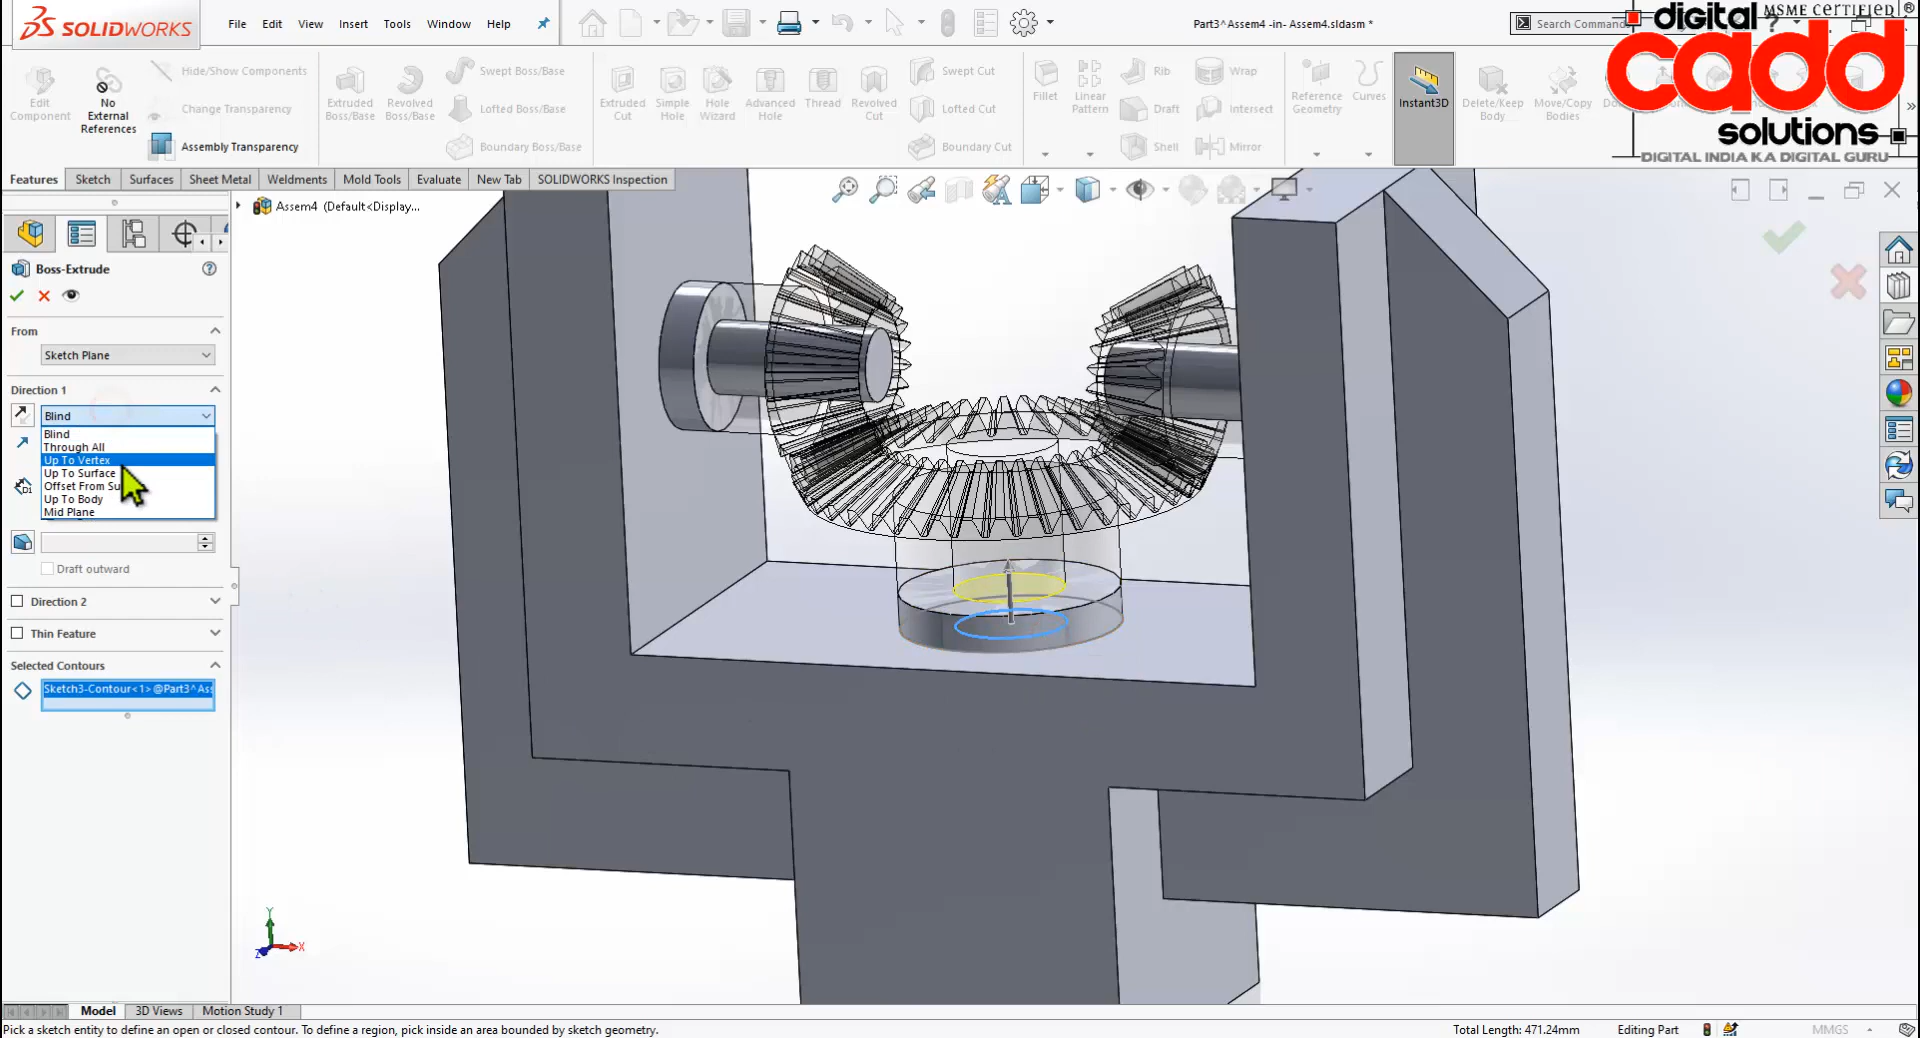 SOLIDWORKS
File Edit View Insert Tools Window Help
Part3^Assem4 -in- Assem4.sldasm *
Search Command
digital
MSME CERTIFIED
®
cadd
solutions
DIGITAL INDIA KA DIGITAL GURU
Edit Component
No External References
Hide/Show Components
Change Transparency
Assembly Transparency
Extruded Boss/Base
Revolved Boss/Base
Swept Boss/Base
Lofted Boss/Base
Boundary Boss/Base
Extruded Cut
Simple Hole
Hole Wizard
Advanced Hole
Thread
Revolved Cut
Swept Cut
Lofted Cut
Boundary Cut
Fillet
Linear Pattern
Rib
Draft
Shell
Wrap
Intersect
Mirror
Reference Geometry
Curves
Instant3D
Delete/Keep Body
Move/Copy Bodies
Features Sketch Surfaces Sheet Metal Weldments Mold Tools Evaluate New Tab SOLIDWORKS Inspection
Assem4 (Default<Display...
Boss-Extrude
From
Sketch Plane
Direction 1
Blind
Blind
Through All
Up To Vertex
Up To Surface
Offset From Su
Up To Body
Mid Plane
Draft outward
Direction 2
Thin Feature
Selected Contours
Sketch3-Contour<1>@Part3^Ass
Y
X
Z
Model 3D Views Motion Study 1
Pick a sketch entity to define an open or closed contour. To define a region, pick inside an area bounded by sketch geometry.
Total Length: 471.24mm
Editing Part
MMGS